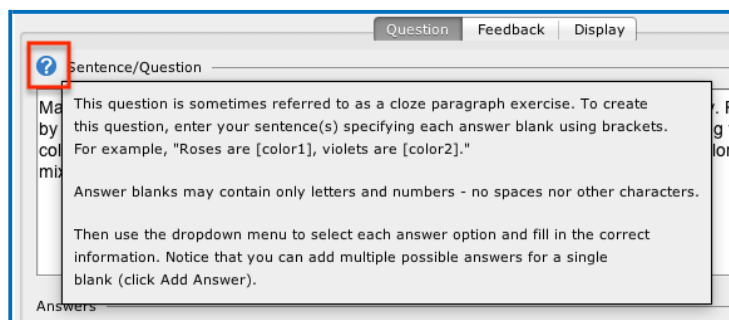 Question Feedback Display
? Sentence/Question
Ma
This question is sometimes referred to as a cloze paragraph exercise. To create
by
this question, enter your sentence(s) specifying each answer blank using brackets.
col
For example, "Roses are [color1], violets are [color2]."
Answer blanks may contain only letters and numbers - no spaces nor other characters.
Then use the dropdown menu to select each answer option and fill in the correct
information. Notice that you can add multiple possible answers for a single
blank (click Add Answer).
Answers